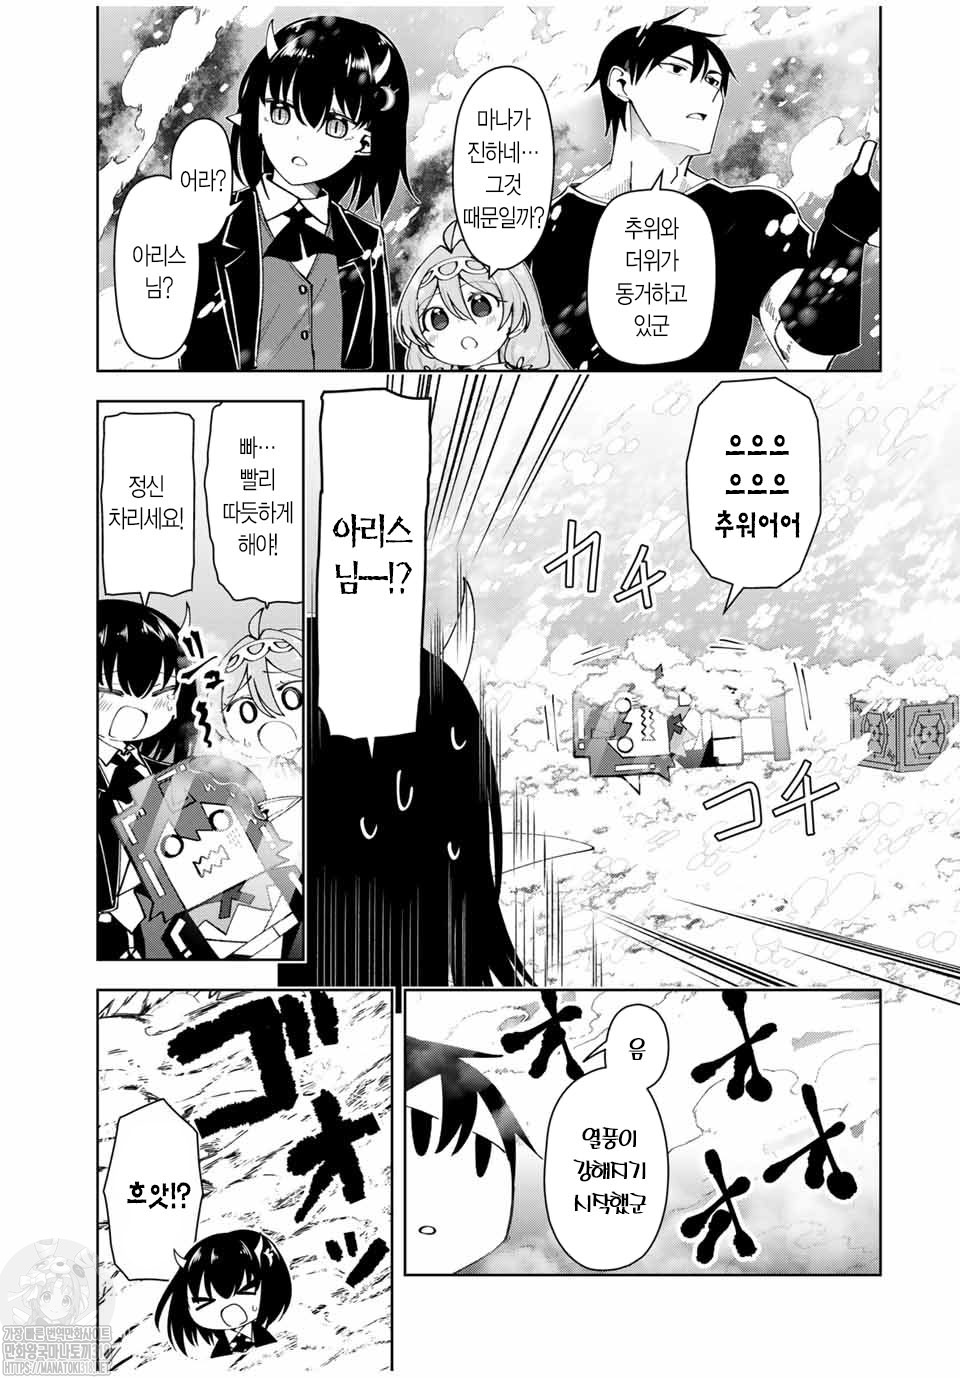 추위와
더위가
동거하고
있군
마나가
진하네…
그것
때문일까?
어라?
아리스
님?
으으으
으으으
추워어어
カチ
コチ
아리스
님―!?
빠…
빨리
따듯하게
해야!
정신
차리세요!
음
열풍이
강해지기
시작했군
ゴォッ
흐앗!?
가장 빠른 번역만화사이트
만화왕국마나토끼3
HTTPS://MANATOKI318.NET